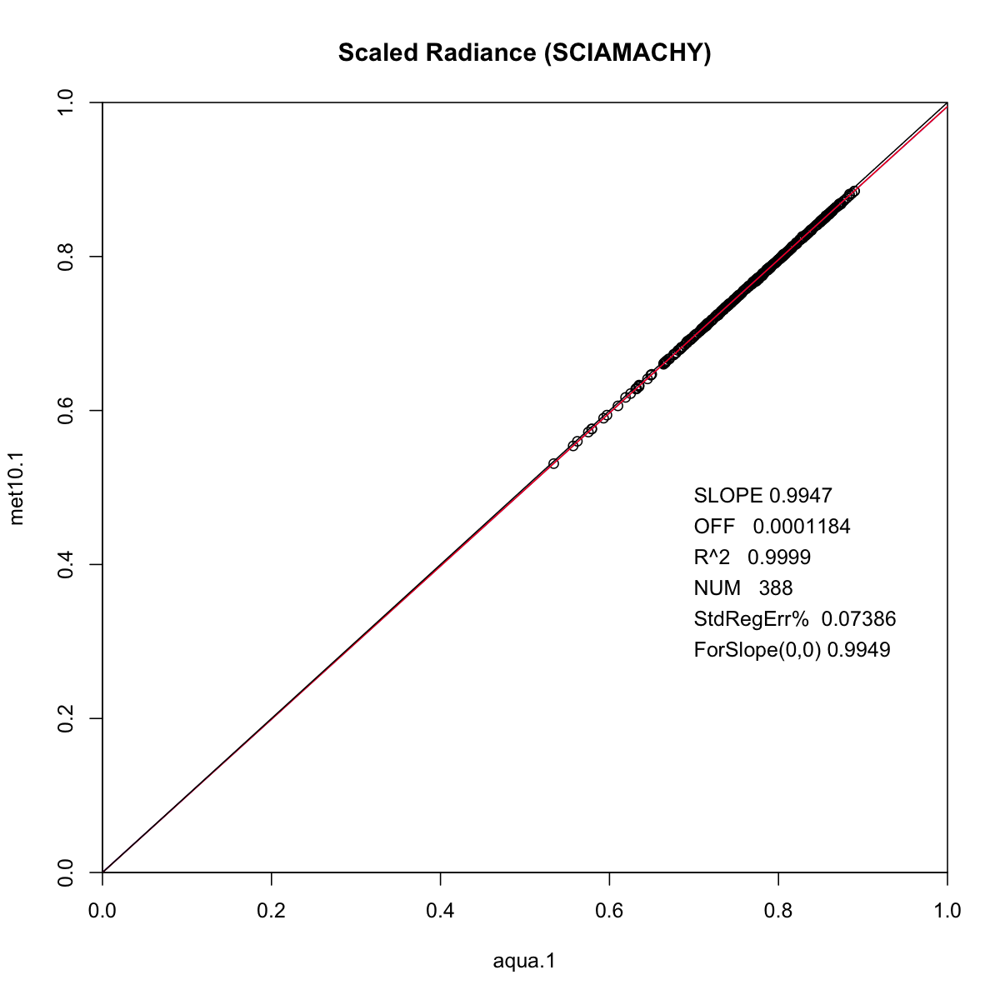 Scaled Radiance (SCIAMACHY)
1.0
0.8
0.6
0.4
0.2
0.0
met10.1
SLOPE 0.9947
OFF 0.0001184
R^2 0.9999
NUM 388
StdRegErr% 0.07386
ForSlope(0,0) 0.9949
0.0 0.2 0.4 0.6 0.8 1.0
aqua.1